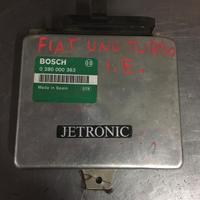 FIAT UNO TURBO
I.E.
BOSCH
0 280 000 363
Made in Spain
JETRONIC